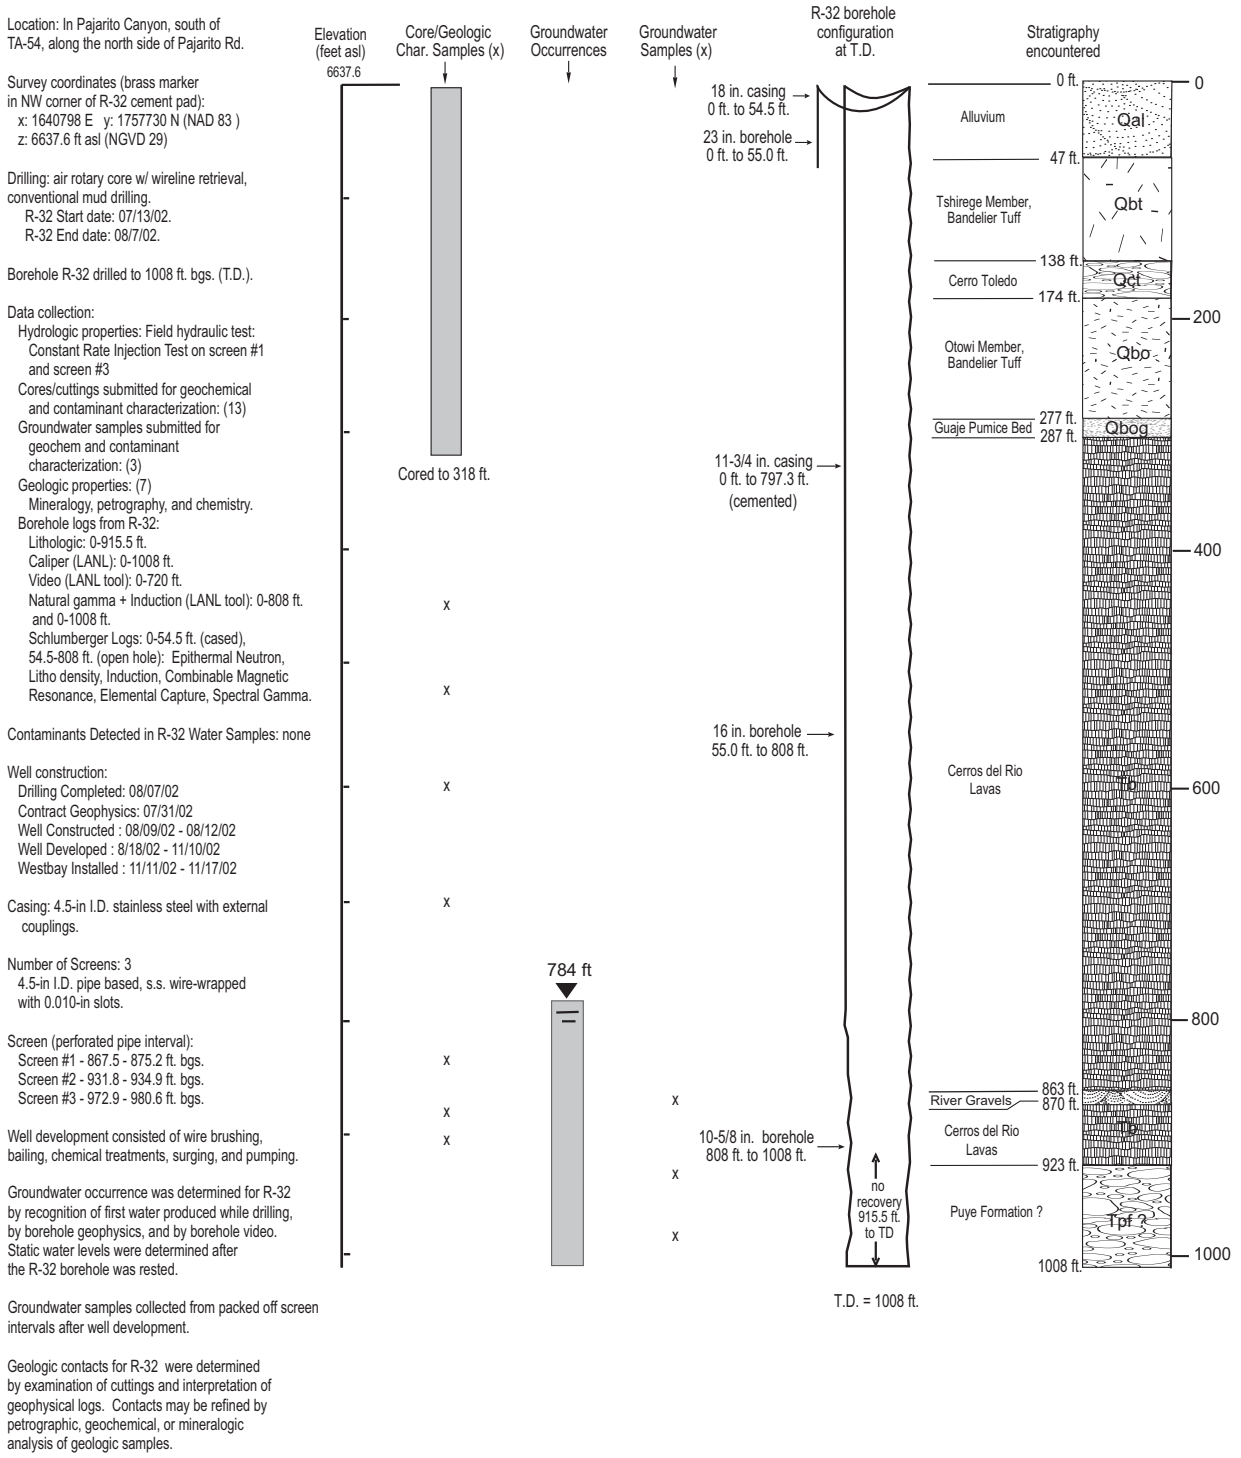 Location: In Pajarito Canyon, south of
TA-54, along the north side of Pajarito Rd.
Survey coordinates (brass marker
in NW corner of R-32 cement pad):
x: 1640798 E   y: 1757730 N (NAD 83 )
z: 6637.6 ft asl (NGVD 29)
Drilling: air rotary core w/ wireline retrieval,
conventional mud drilling.
R-32 Start date: 07/13/02.
R-32 End date: 08/7/02.
Borehole R-32 drilled to 1008 ft. bgs. (T.D.).
Data collection:
Hydrologic properties: Field hydraulic test:
Constant Rate Injection Test on screen #1
and screen #3
Cores/cuttings submitted for geochemical
and contaminant characterization: (13)
Groundwater samples submitted for
geochem and contaminant
characterization: (3)
Geologic properties: (7)
Mineralogy, petrography, and chemistry.
Borehole logs from R-32:
Lithologic: 0-915.5 ft.
Caliper (LANL): 0-1008 ft.
Video (LANL tool): 0-720 ft.
Natural gamma + Induction (LANL tool): 0-808 ft.
and 0-1008 ft.
Schlumberger Logs: 0-54.5 ft. (cased),
54.5-808 ft. (open hole):  Epithermal Neutron,
Litho density, Induction, Combinable Magnetic
Resonance, Elemental Capture, Spectral Gamma.
Contaminants Detected in R-32 Water Samples: none
Well construction:
Drilling Completed: 08/07/02
Contract Geophysics: 07/31/02
Well Constructed : 08/09/02 - 08/12/02
Well Developed : 8/18/02 - 11/10/02
Westbay Installed : 11/11/02 - 11/17/02
Casing: 4.5-in I.D. stainless steel with external
couplings.
Number of Screens: 3
4.5-in I.D. pipe based, s.s. wire-wrapped
with 0.010-in slots.
Screen (perforated pipe interval):
Screen #1 - 867.5 - 875.2 ft. bgs.
Screen #2 - 931.8 - 934.9 ft. bgs.
Screen #3 - 972.9 - 980.6 ft. bgs.
Well development consisted of wire brushing,
bailing, chemical treatments, surging, and pumping.
Groundwater occurrence was determined for R-32
by recognition of first water produced while drilling,
by borehole geophysics, and by borehole video.
Static water levels were determined after
the R-32 borehole was rested.
Groundwater samples collected from packed off screen
intervals after well development.
Geologic contacts for R-32  were determined
by examination of cuttings and interpretation of
geophysical logs.  Contacts may be refined by
petrographic, geochemical, or mineralogic
analysis of geologic samples.
Elevation
(feet asl)
6637.6
Core/Geologic
Char. Samples (x)
Cored to 318 ft.
x
x
x
x
x
x
x
Groundwater
Occurrences
784 ft
Groundwater
Samples (x)
x
x
x
R-32 borehole
configuration
at T.D.
18 in. casing
0 ft. to 54.5 ft.
23 in. borehole
0 ft. to 55.0 ft.
11-3/4 in. casing
0 ft. to 797.3 ft.
(cemented)
16 in. borehole
55.0 ft. to 808 ft.
10-5/8 in.  borehole
808 ft. to 1008 ft.
no
recovery
915.5 ft.
to TD
T.D. = 1008 ft.
Stratigraphy
encountered
0 ft.
Alluvium
Qal
47 ft.
Tshirege Member,
Bandelier Tuff
Qbt
138 ft.
Cerro Toledo
Qct
174 ft.
Otowi Member,
Bandelier Tuff
Qbo
277 ft.
Guaje Pumice Bed
Qbog
287 ft.
Cerros del Rio
Lavas
Tb
863 ft.
River Gravels
870 ft.
Cerros del Rio
Lavas
Tb
923 ft.
Puye Formation ?
Tpf ?
1008 ft.
0
200
400
600
800
1000